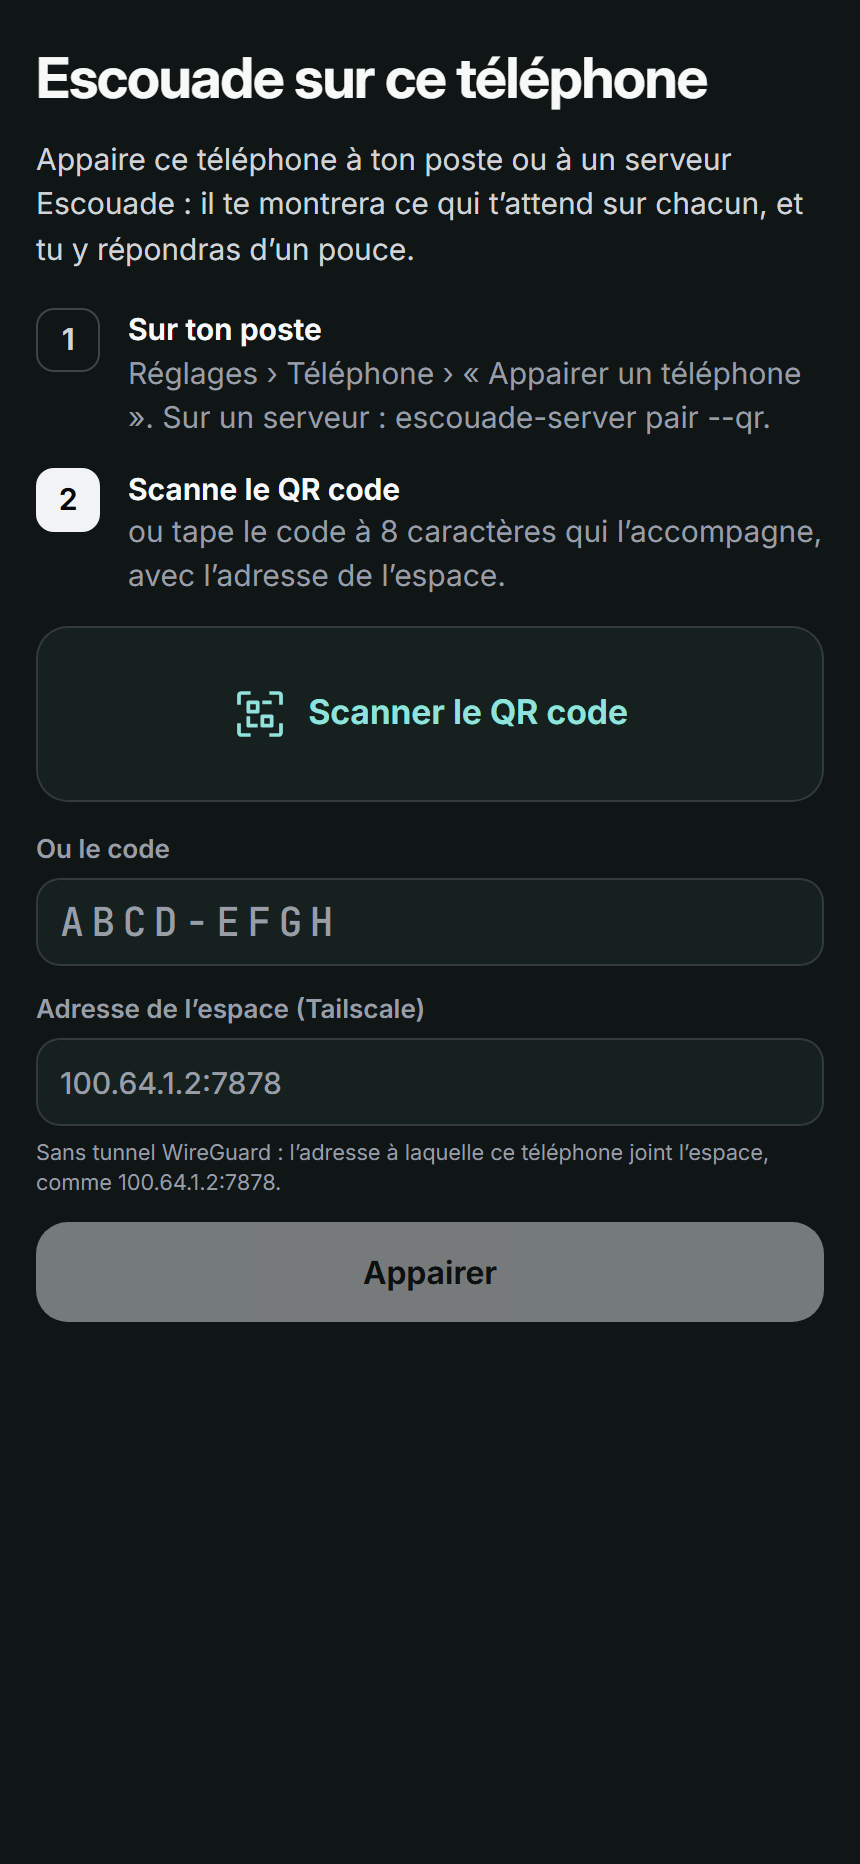 Escouade sur ce téléphone
Appaire ce téléphone à ton poste ou à un serveur
Escouade : il te montrera ce qui t’attend sur chacun, et
tu y répondras d’un pouce.
1
Sur ton poste
Réglages › Téléphone › « Appairer un téléphone
». Sur un serveur : escouade-server pair --qr.
2
Scanne le QR code
ou tape le code à 8 caractères qui l’accompagne,
avec l’adresse de l’espace.
Scanner le QR code
Ou le code
ABCD-EFGH
Adresse de l’espace (Tailscale)
100.64.1.2:7878
Sans tunnel WireGuard : l’adresse à laquelle ce téléphone joint l’espace,
comme 100.64.1.2:7878.
Appairer